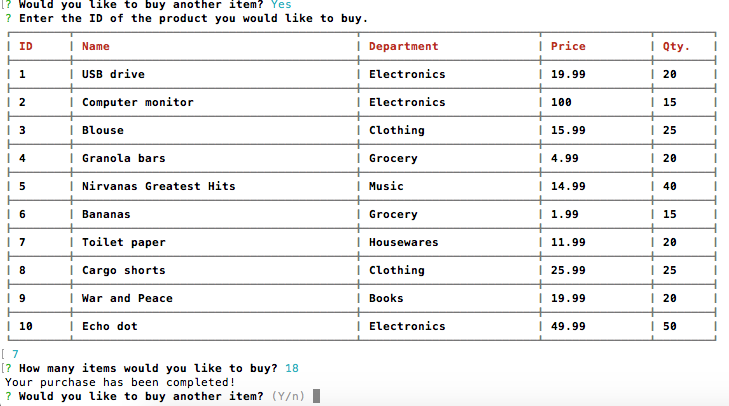 [? Would you like to buy another item? Yes
? Enter the ID of the product you would like to buy.
ID Name Department Price Qty.
1 USB drive Electronics 19.99 20
2 Computer monitor Electronics 100 15
3 Blouse Clothing 15.99 25
4 Granola bars Grocery 4.99 20
5 Nirvanas Greatest Hits Music 14.99 40
6 Bananas Grocery 1.99 15
7 Toilet paper Housewares 11.99 20
8 Cargo shorts Clothing 25.99 25
9 War and Peace Books 19.99 20
10 Echo dot Electronics 49.99 50
[ 7
[? How many items would you like to buy? 18
Your purchase has been completed!
? Would you like to buy another item? (Y/n)